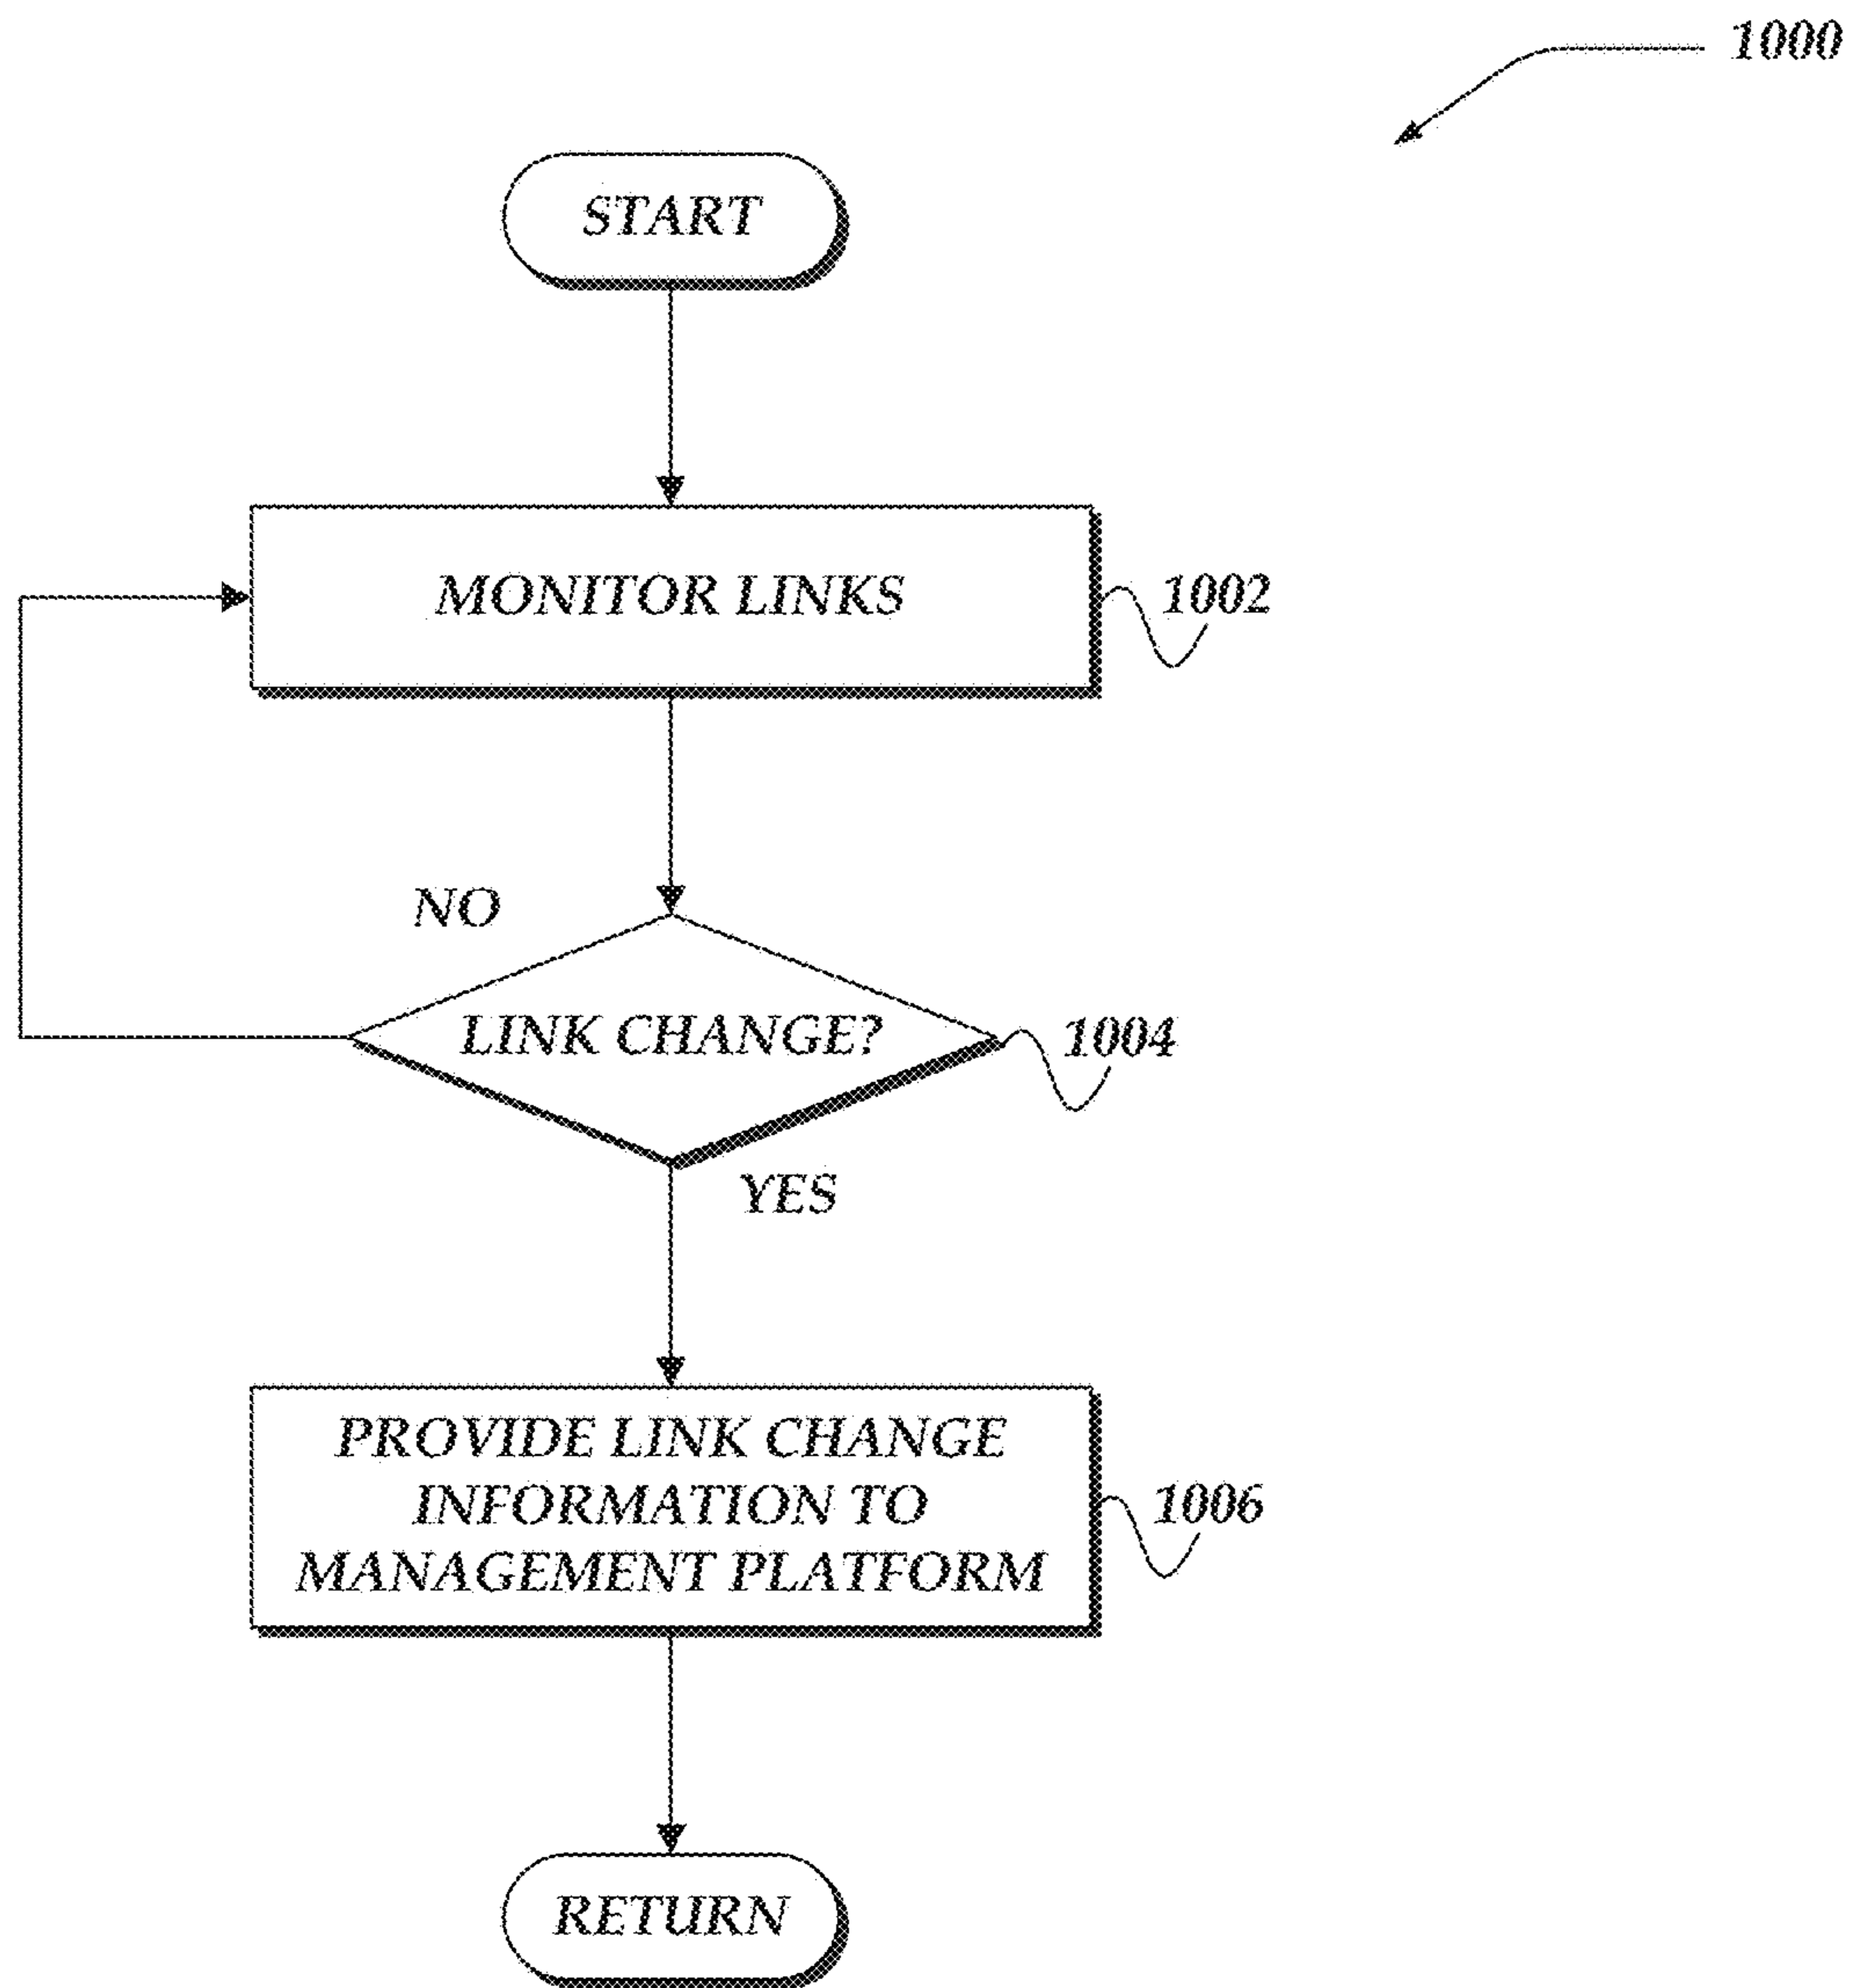 1000
START
MONITOR LINKS
1002
NO
LINK CHANGE?
1004
YES
PROVIDE LINK CHANGE
INFORMATION TO
MANAGEMENT PLATFORM
1006
RETURN